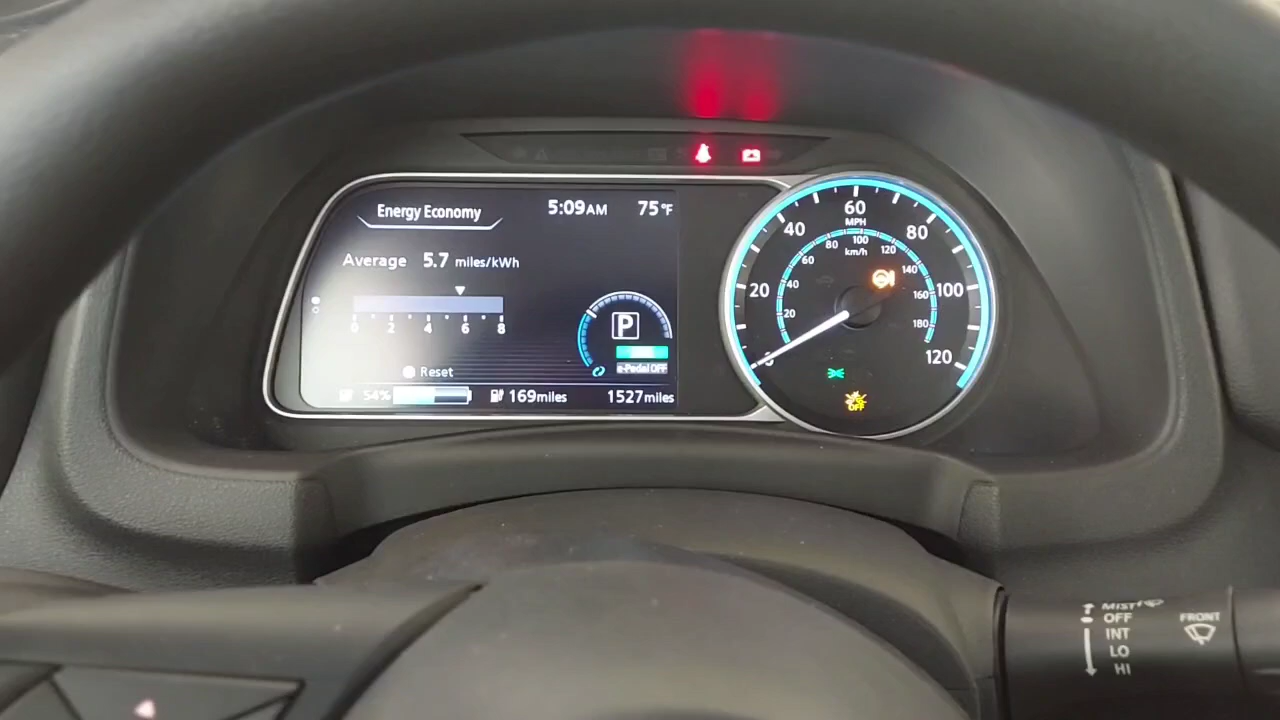 Energy Economy
5:09AM 75°F
Average 5.7 miles/kWh
0 2 4 6 8
Reset
P
e-Pedal OFF
54% 169miles 1527miles
0 20 40 60 80 100 120
MPH
20 40 60 80 100 120 140 160 180
km/h
OFF
MIST
OFF
INT
LO
HI
FRONT